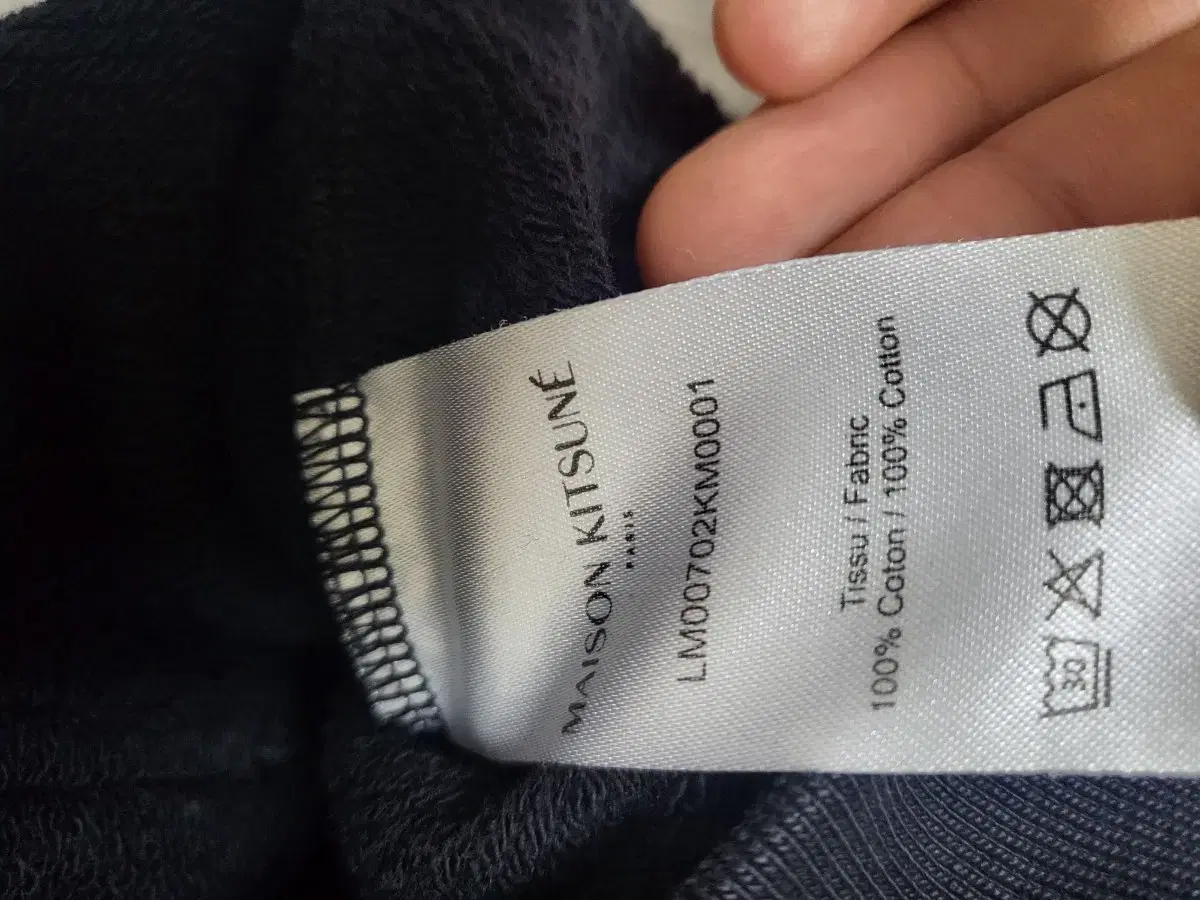 MAISON KITSUNÉ
PARIS
LM00702KM0001
Tissu / Fabric
100% Coton / 100% Cotton
30